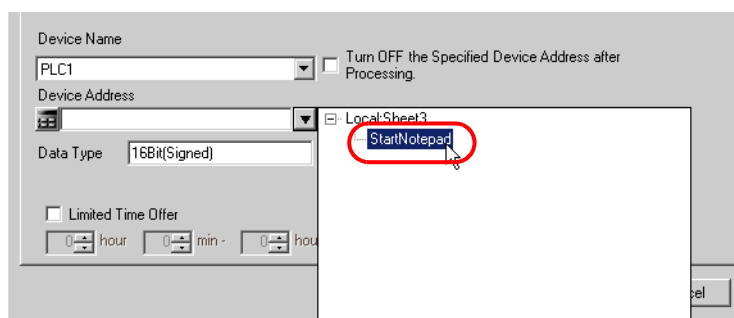 Device Name
PLC1
Turn OFF the Specified Device Address after
Processing.
Device Address
Local:Sheet3
StartNotepad
Data Type 16Bit(Signed)
Limited Time Offer
0 hour 0 min - 0 hou
cel